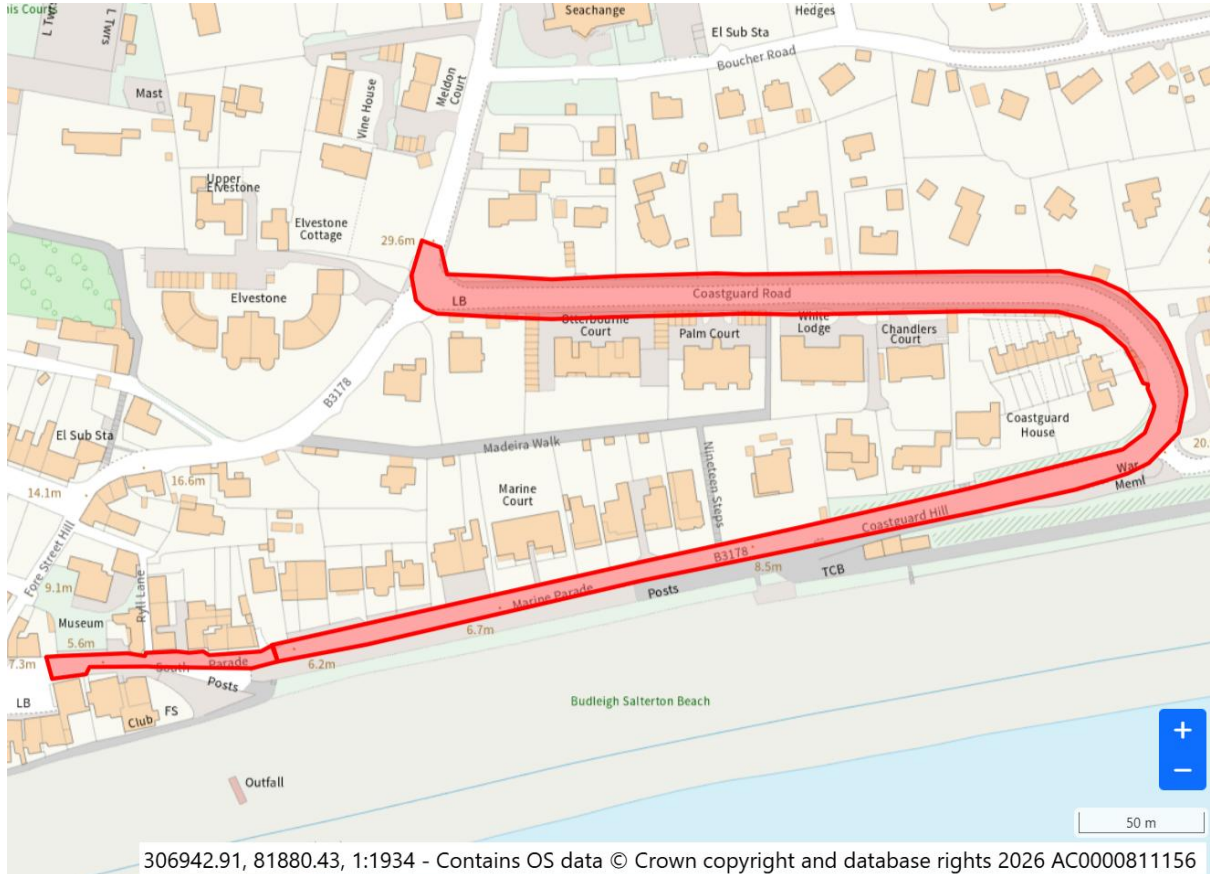 nis Court
L Twr
L Twrs
Seachange
Hedges
El Sub Sta
Boucher Road
Mast
Vine House
Meldon
Court
Upper
Elvestone
Elvestone
Cottage
29.6m
Elvestone
LB
Coastguard Road
Otterbourne
Court
Palm Court
White
Lodge
Chandlers
Court
B3178
El Sub Sta
Madeira Walk
Nineteen Steps
Coastguard
House
20.
14.1m
16.6m
Marine
Court
War
Meml
Fore Street Hill
Coastguard Hill
B3178
8.5m
TCB
9.1m
Ryll Lane
Marine Parade
Posts
Museum
5.6m
6.7m
7.3m
South Parade
6.2m
Posts
LB
FS
Club
Budleigh Salterton Beach
Outfall
+
−
50 m
306942.91, 81880.43, 1:1934 - Contains OS data © Crown copyright and database rights 2026 AC0000811156